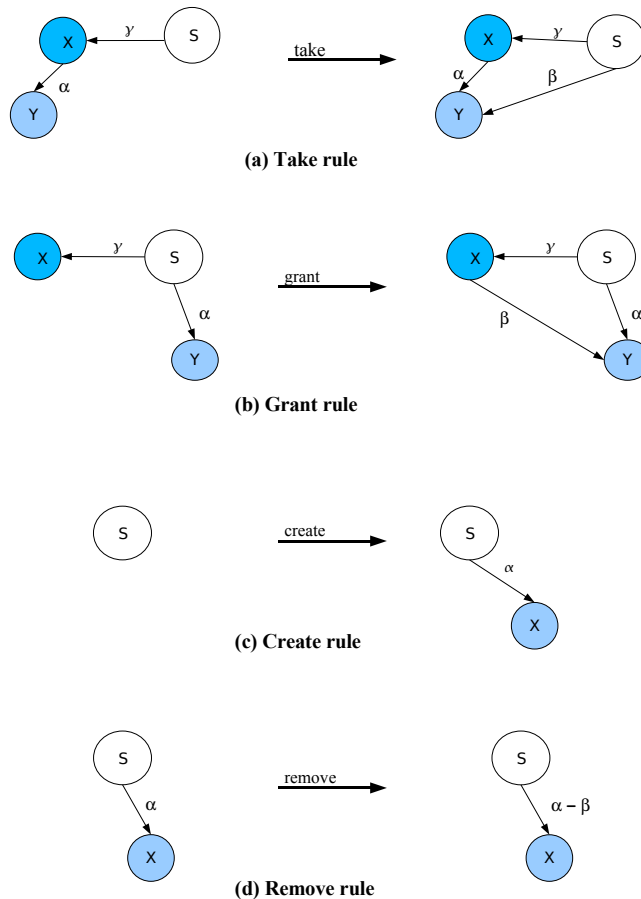 X γ S
α
Y
take
X γ S
α β
Y
(a) Take rule
X γ S
α
Y
grant
X γ S
β α
Y
(b) Grant rule
S
create
S
α
X
(c) Create rule
S
α
X
remove
S
α – β
X
(d) Remove rule